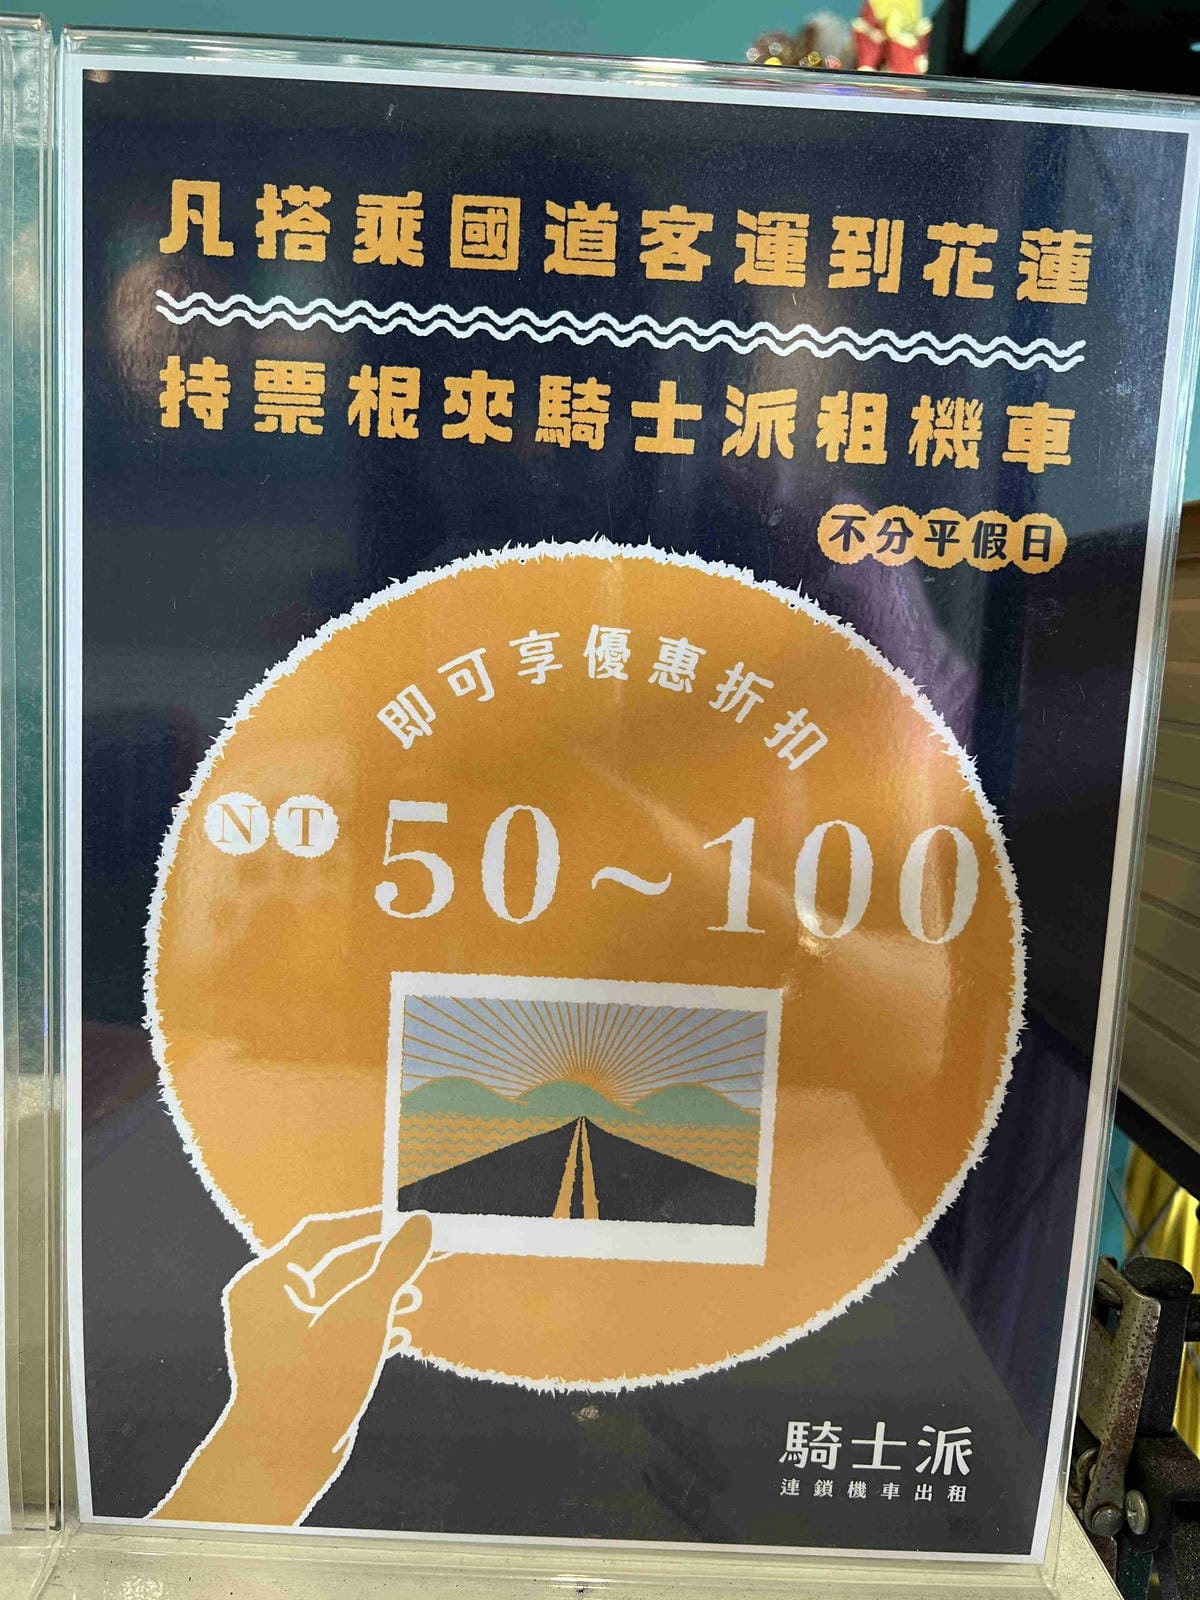 凡搭乘國道客運到花蓮
持票根來騎士派租機車
不分平假日
即可享優惠折扣
NT 50~100
騎士派
連鎖機車出租